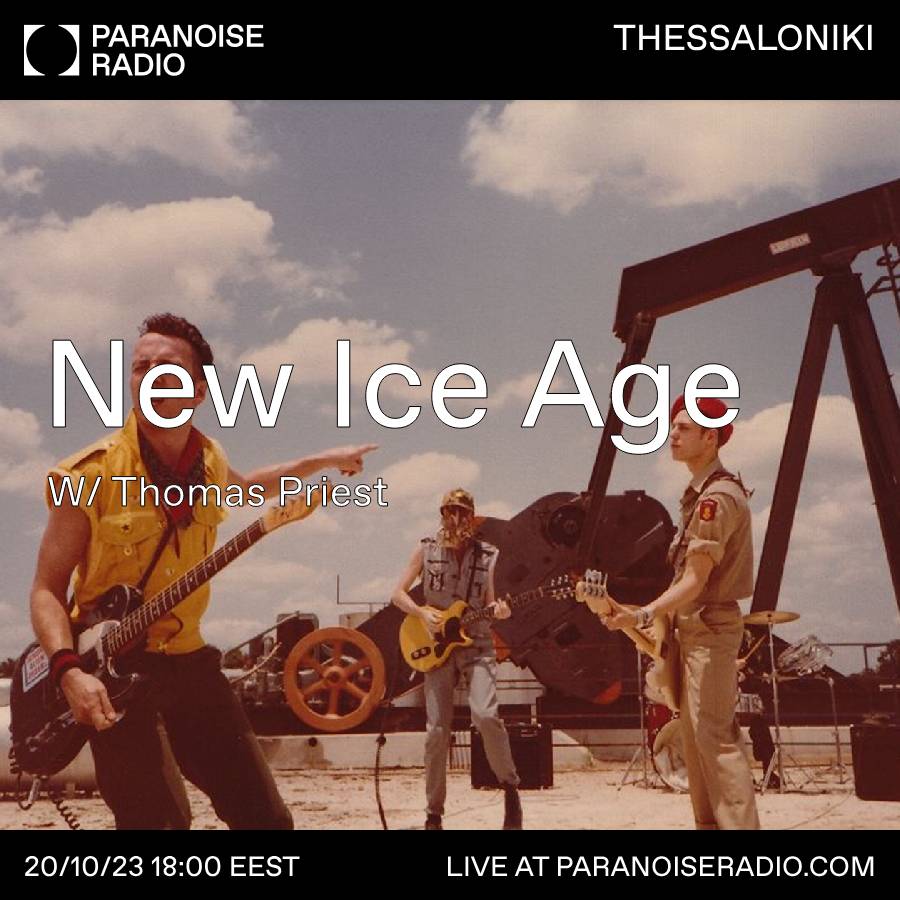 PARANOISE
RADIO
THESSALONIKI
New Ice Age
W/ Thomas Priest
20/10/23 18:00 EEST
LIVE AT PARANOISERADIO.COM